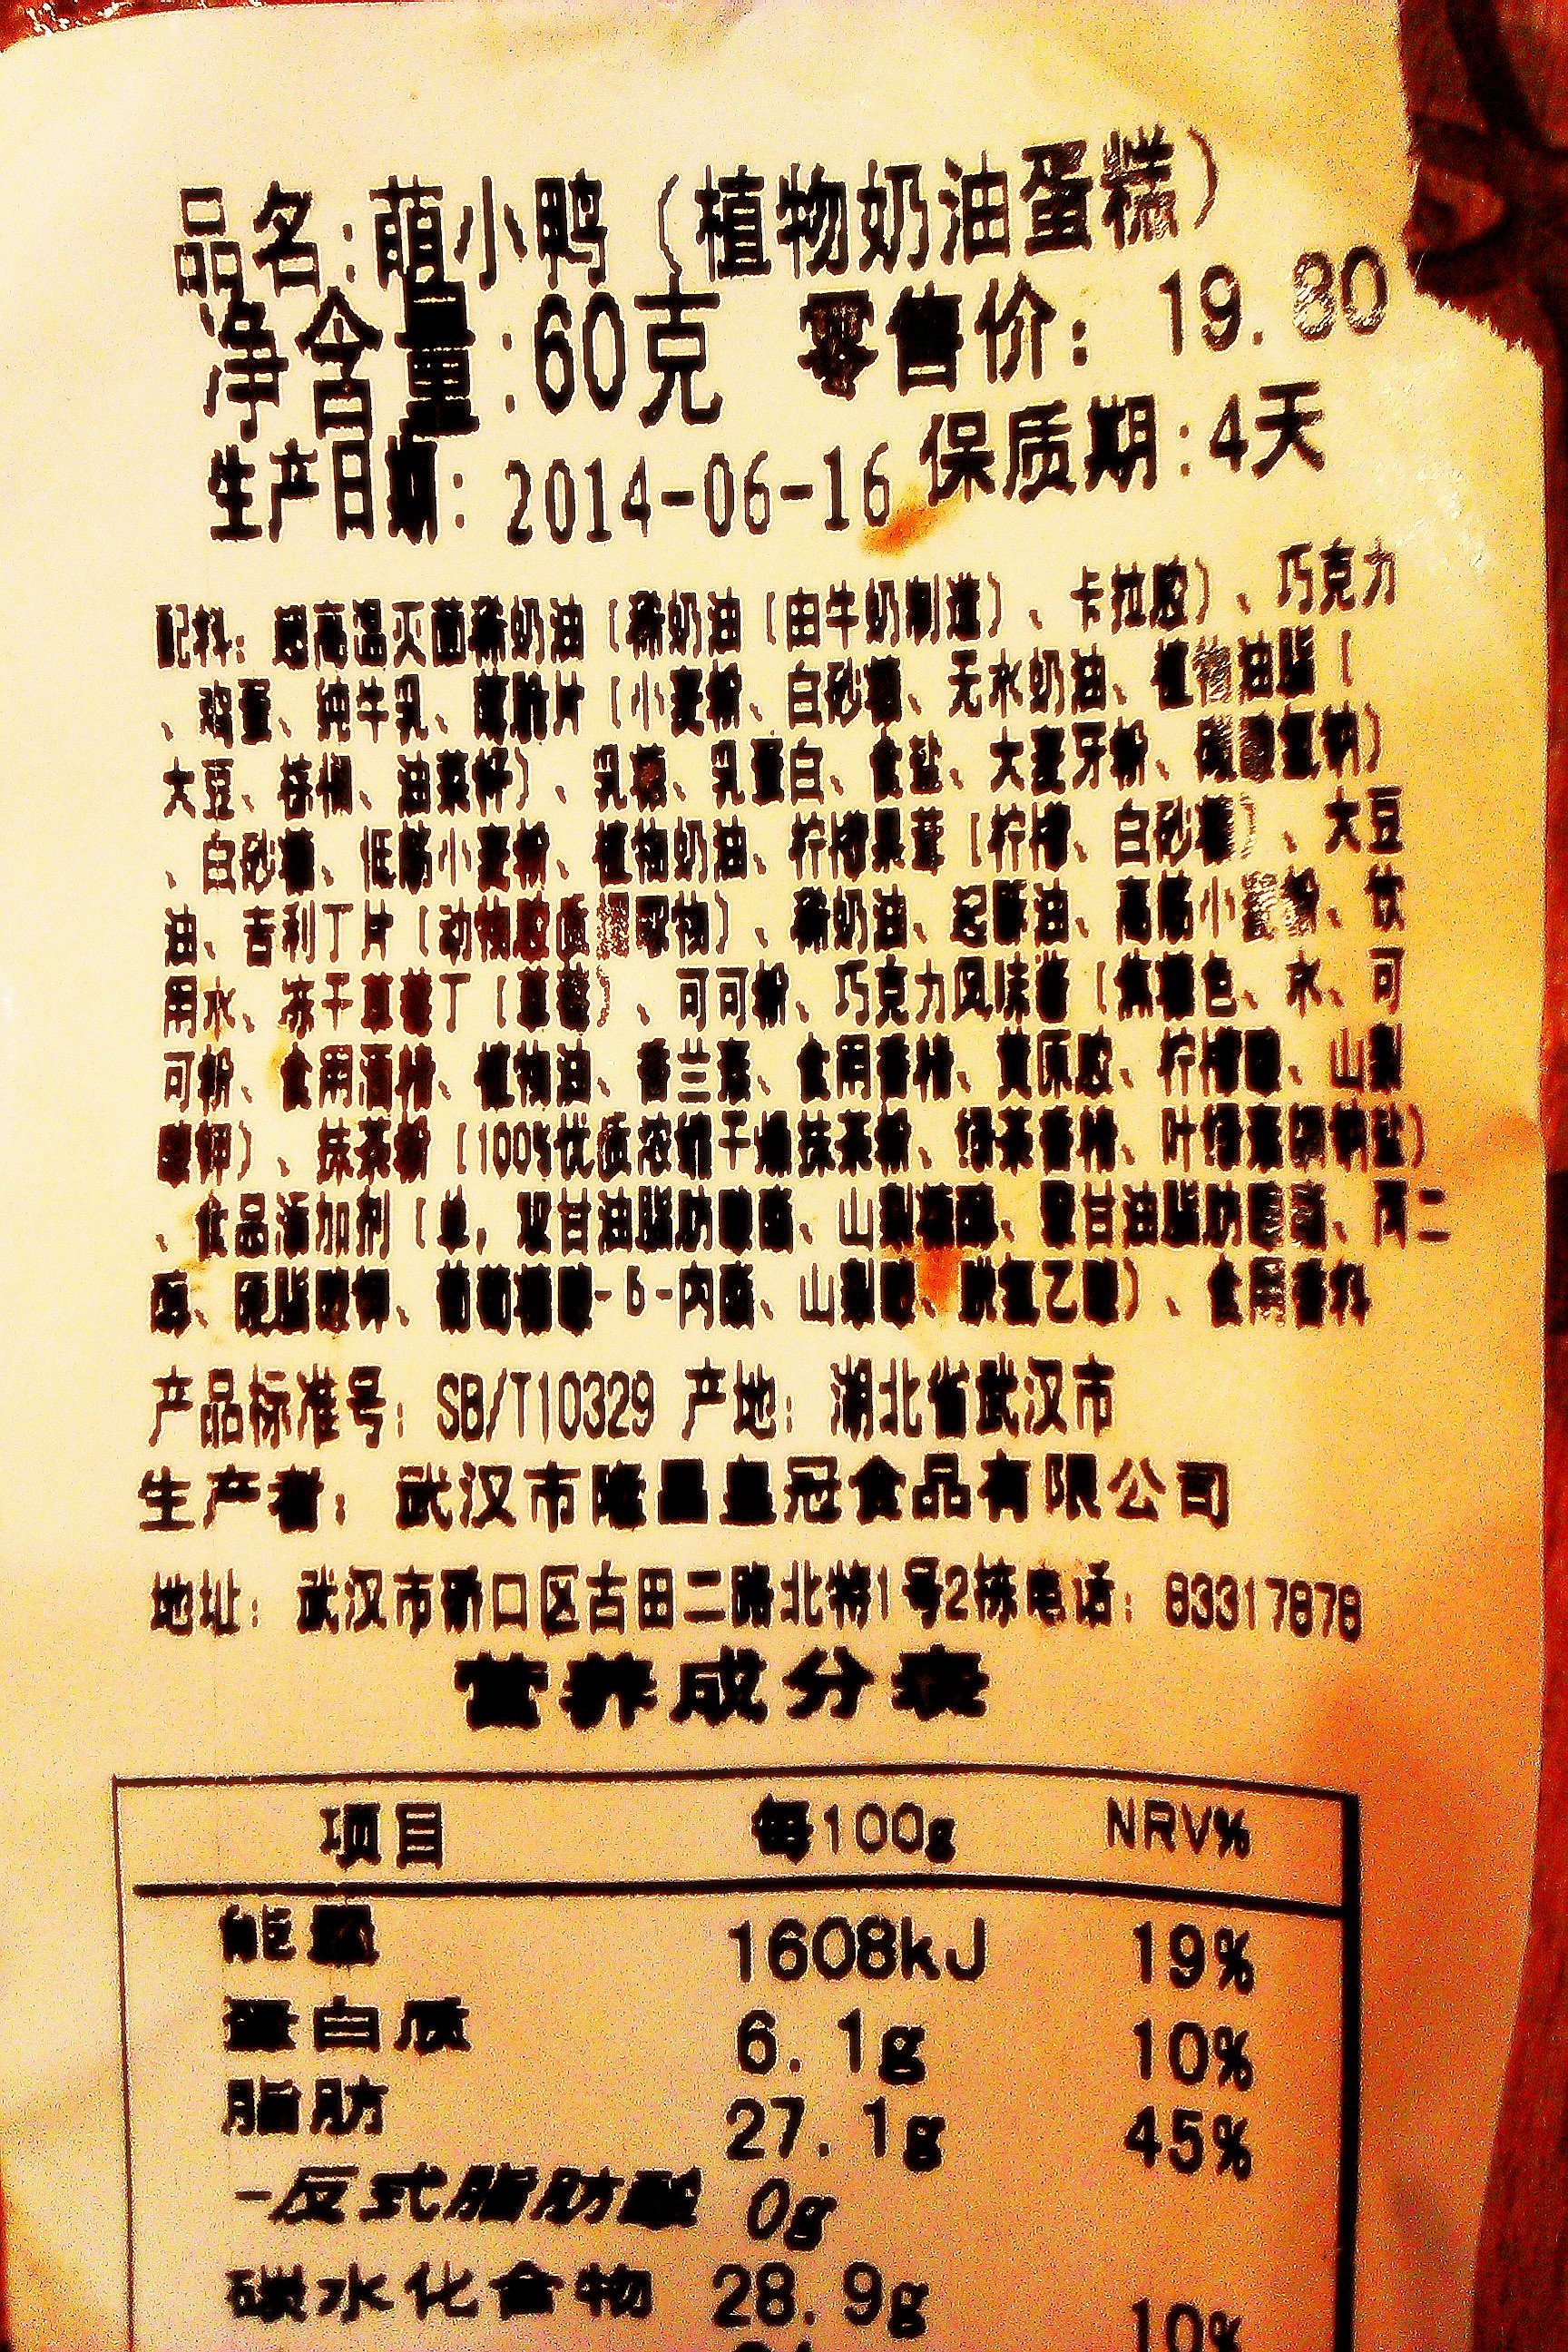 品名:萌小鸭(植物奶油蛋糕)
净含量:60克 零售价: 19.80
生产日期: 2014-06-16 保质期:4天
配料: 超高温灭菌稀奶油(稀奶油(由牛奶制造)、卡拉胶)、巧克力
、鸡蛋、纯牛乳、薄脆片(小麦粉、白砂糖、无水奶油、植物油脂(
大豆、棕榈、油菜籽)、乳糖、乳蛋白、食盐、大麦牙粉、碳酸氢钠)
、白砂糖、低筋小麦粉、植物奶油、柠檬果茸(柠檬、白砂糖)、大豆
油、吉利丁片(动物胶质提取物)、稀奶油、起酥油、高筋小麦粉、饮
用水、冻干草莓丁(草莓)、可可粉、巧克力风味酱(焦糖色、水、可
可粉、食用酒精、植物油、香兰素、食用香精、黄原胶、柠檬酸、山梨
酸钾)、抹茶粉(100%优质浓缩干燥抹茶粉、绿茶香精、叶绿素铜钠盐)
、食品添加剂(单,双甘油脂肪酸酯、山梨糖醇、聚甘油脂肪酸酯、丙二
醇、硬脂酸钾、葡萄糖酸-δ-内酯、山梨酸、脱氢乙酸)、食用香料
产品标准号: SB/T10329 产地: 湖北省武汉市
生产者: 武汉市隆昌皇冠食品有限公司
地址: 武汉市硚口区古田二路北特1号2栋电话: 83317878
营养成分表
项目 每100g NRV%
能量 1608kJ 19%
蛋白质 6.1g 10%
脂肪 27.1g 45%
-反式脂肪酸 0g
碳水化合物 28.9g 10%